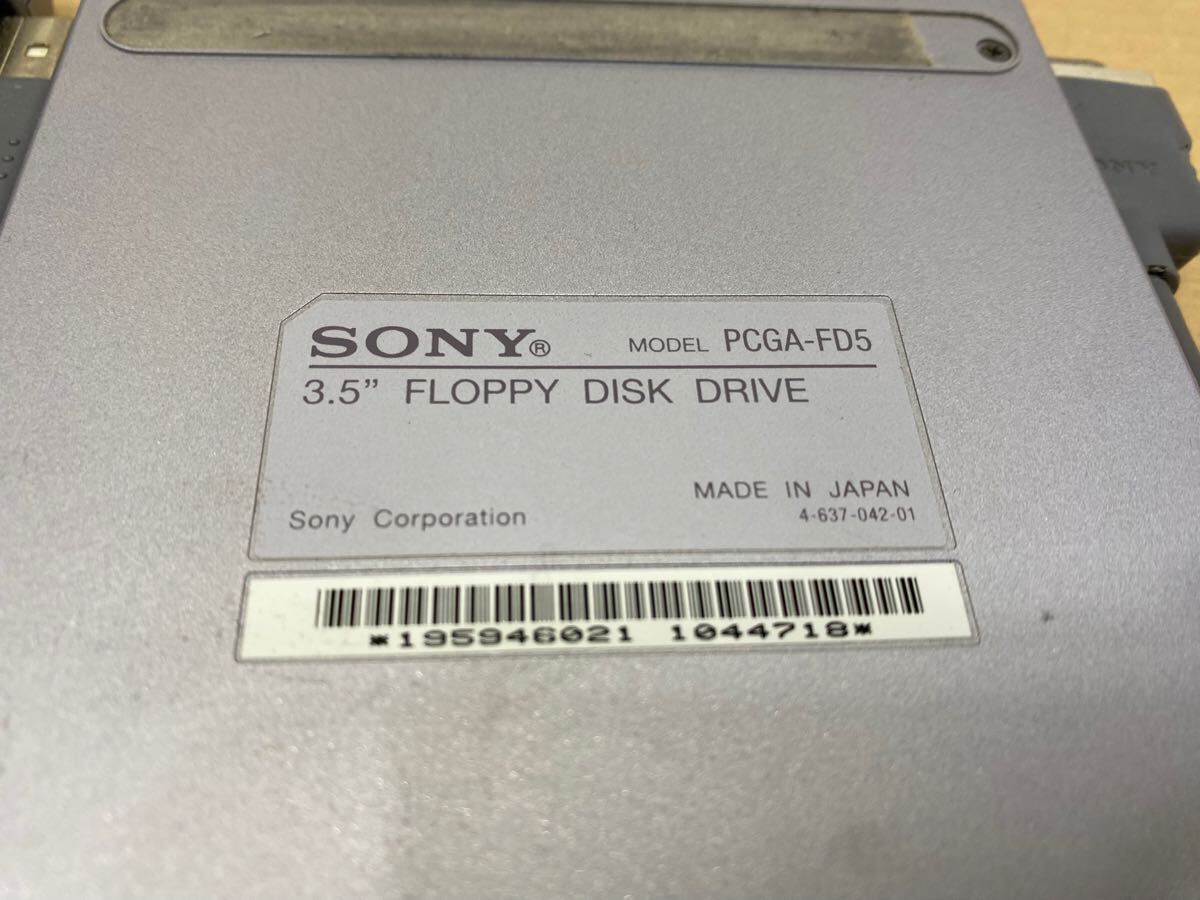 SONY® MODEL PCGA-FD5
3.5” FLOPPY DISK DRIVE
MADE IN JAPAN
Sony Corporation 4-637-042-01
*195946021 1044718*